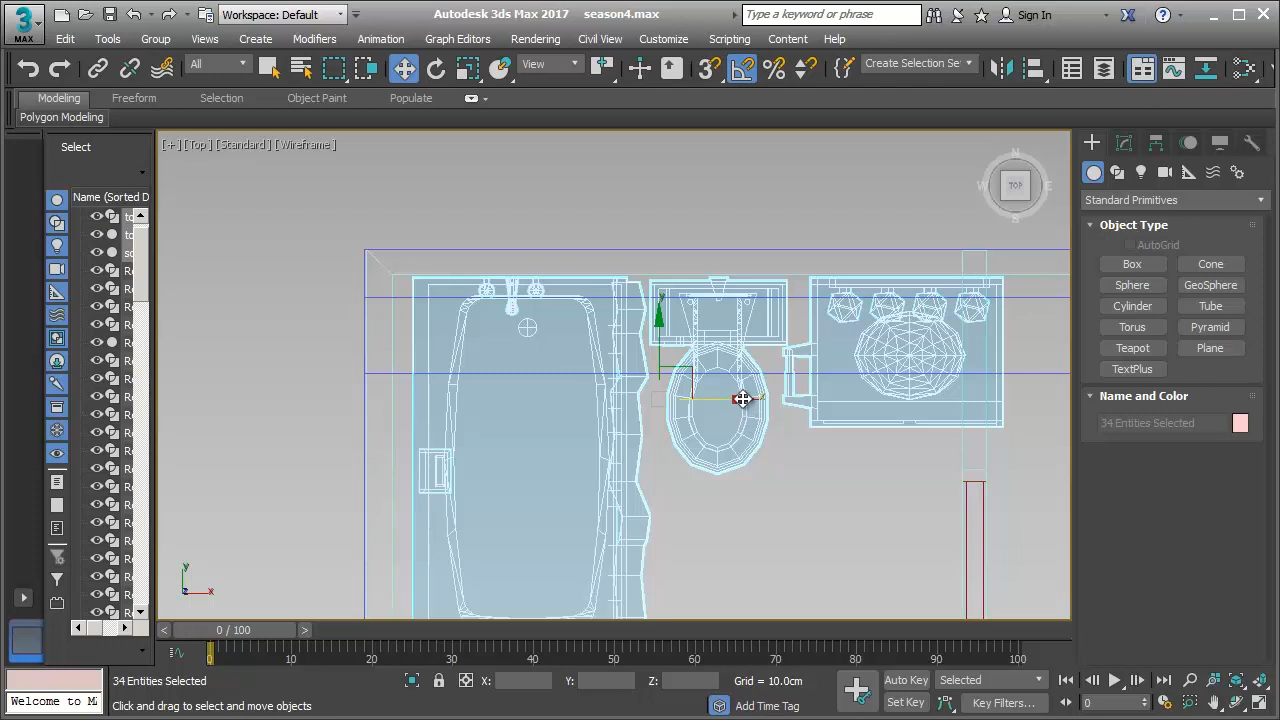 3
MAX
Workspace: Default
Autodesk 3ds Max 2017 season4.max
Type a keyword or phrase
Sign In
Edit Tools Group Views Create Modifiers Animation Graph Editors Rendering Civil View Customize Scripting Content Help
All
View
3
Create Selection Se
Modeling Freeform Selection Object Paint Populate
Polygon Modeling
Select
Name (Sorted D
[ + ] [ Top ] [ Standard ] [ Wireframe ]
N
W TOP E
S
Standard Primitives
Object Type
AutoGrid
Box Cone
Sphere GeoSphere
Cylinder Tube
Torus Pyramid
Teapot Plane
TextPlus
Name and Color
34 Entities Selected
y
x
y
x
0 / 100
0 10 20 30 40 50 60 70 80 90 100
34 Entities Selected
X: Y: Z: Grid = 10.0cm
Auto Key Selected
Welcome to M
Click and drag to select and move objects
Add Time Tag
Set Key Key Filters...
0